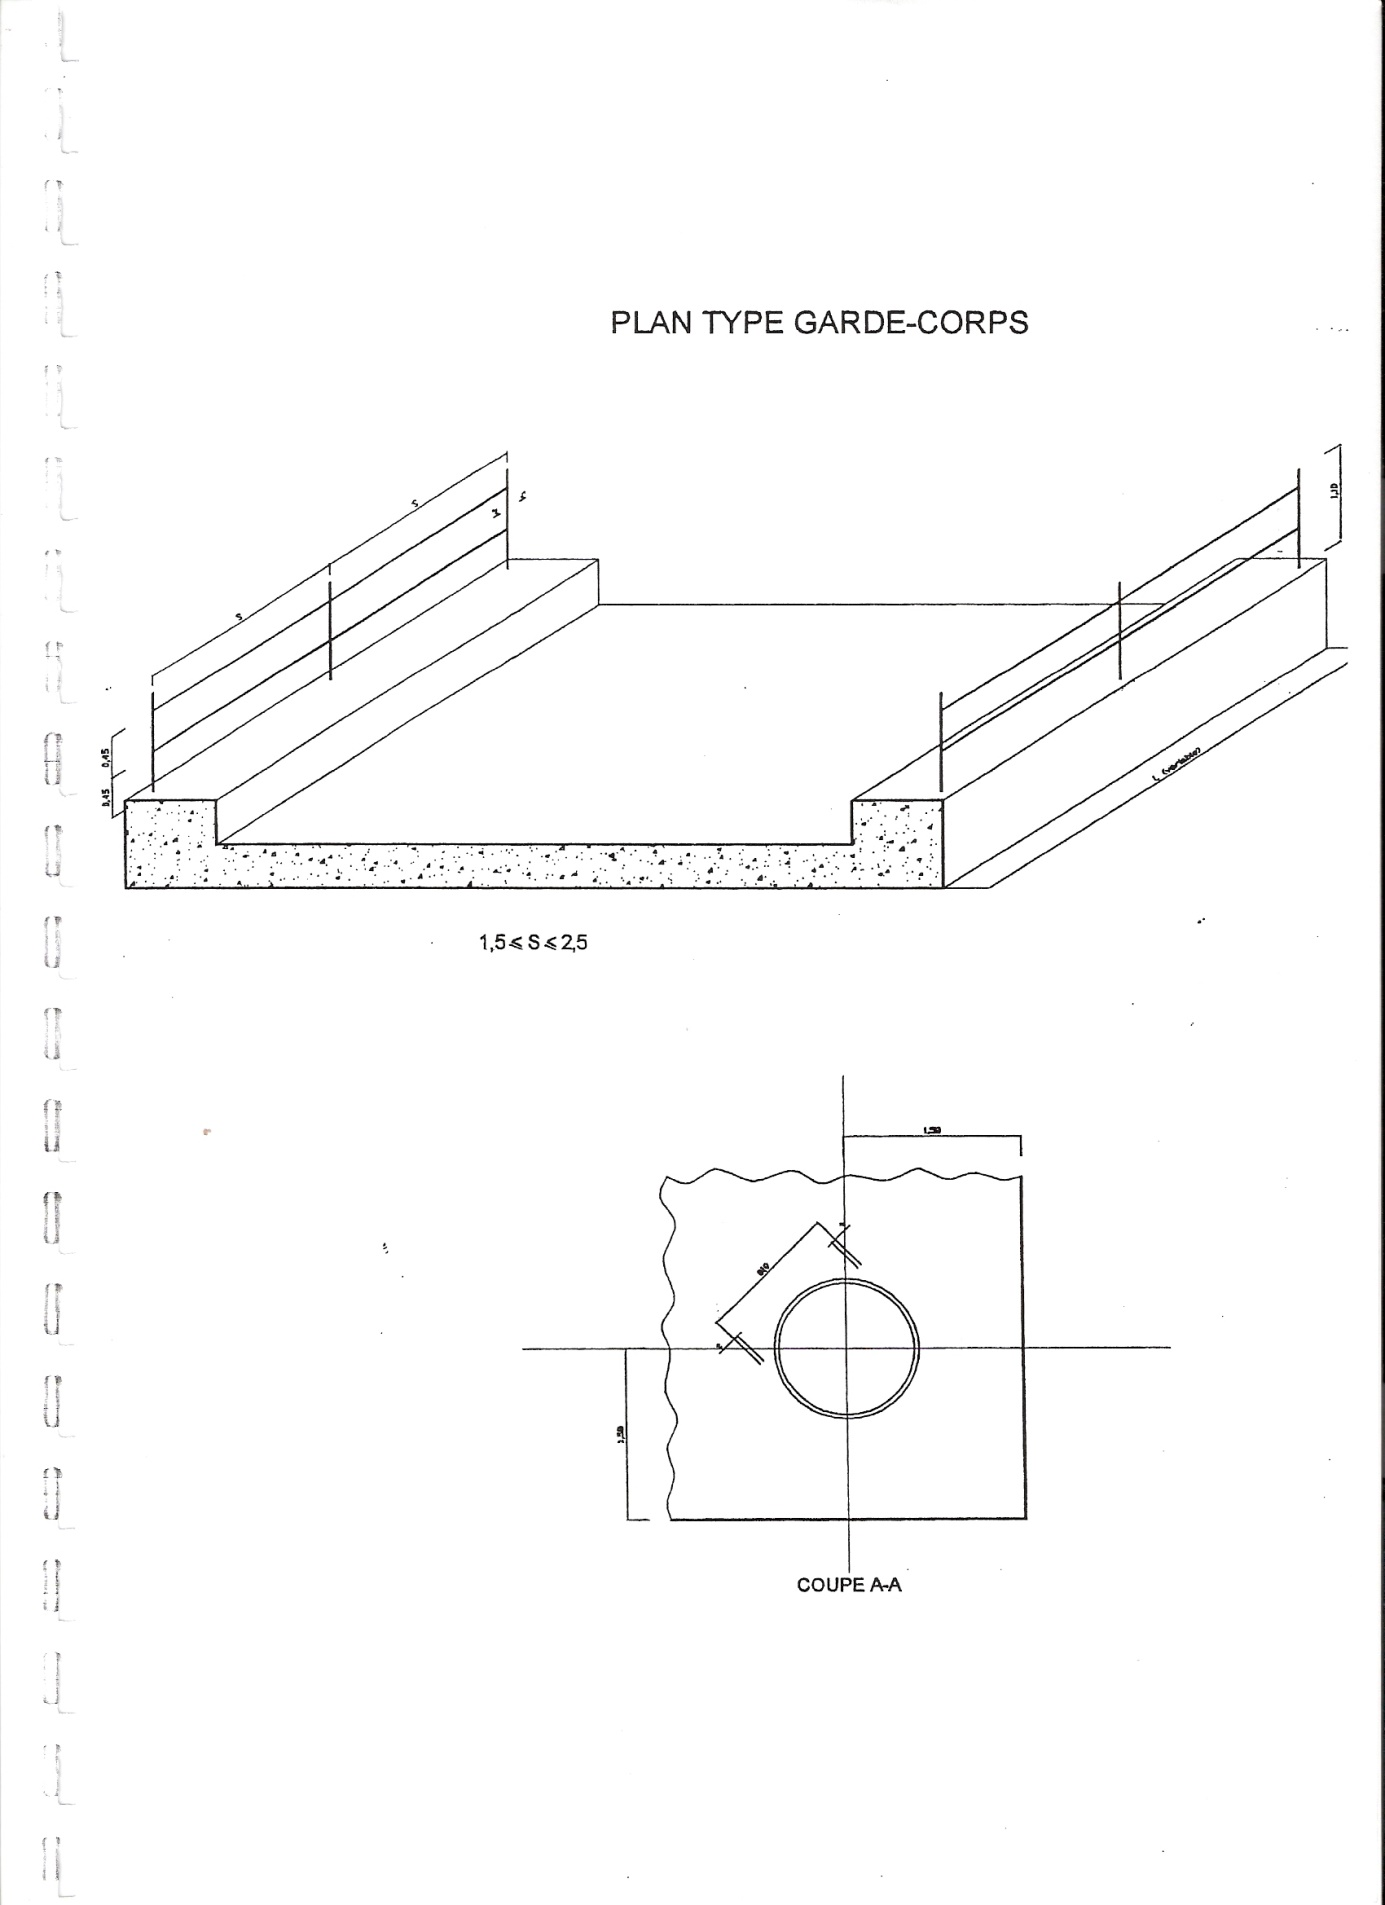 PLAN TYPE GARDE-CORPS
S
1,10
S
0,45
0,45
L (variable)
1,5⩽S⩽2,5
1,50
1,50
COUPE A-A